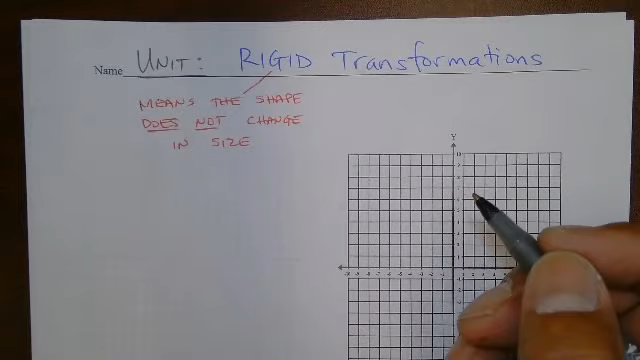 Name UNIT: RIGID Transformations
MEANS THE SHAPE
DOES NOT CHANGE
IN SIZE
Y